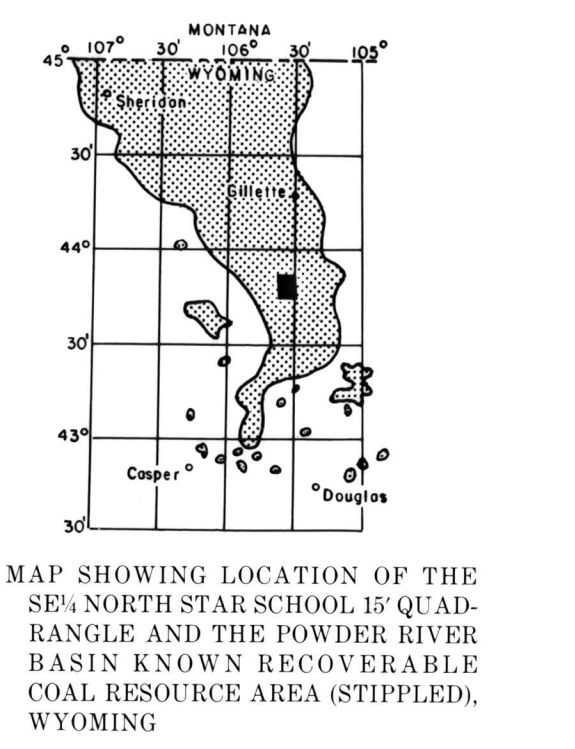 MONTANA
107° 30' 106° 30' 105°
45°
WYOMING
Sheridan
30'
Gillette
44°
30'
43°
Casper
Douglas
30'
MAP SHOWING LOCATION OF THE
SE¼ NORTH STAR SCHOOL 15′ QUAD-
RANGLE AND THE POWDER RIVER
BASIN KNOWN RECOVERABLE
COAL RESOURCE AREA (STIPPLED),
WYOMING